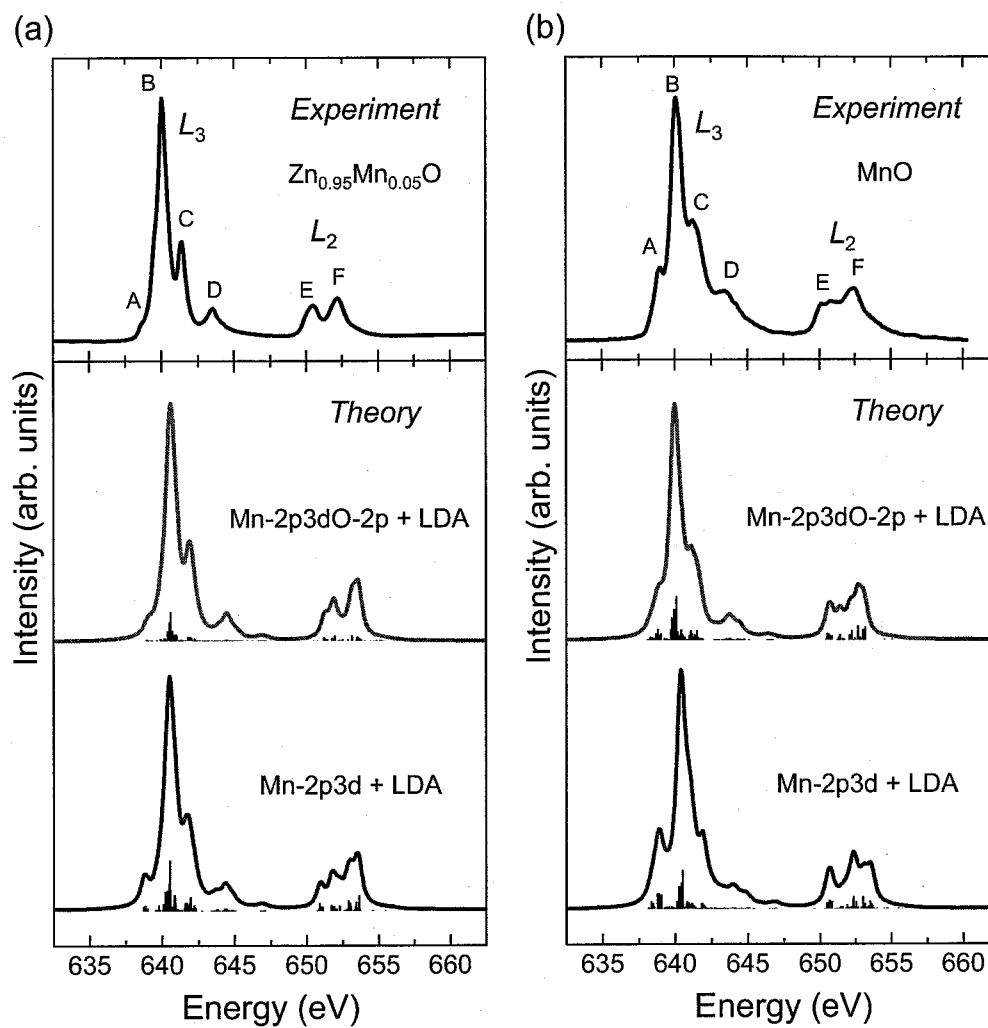 (a)
B
L3
Experiment
Zn0.95Mn0.05O
C
L2
A
D
E
F
Theory
Mn-2p3dO-2p + LDA
Mn-2p3d + LDA
635 640 645 650 655 660
Energy (eV)
Intensity (arb. units)
(b)
B
L3
Experiment
MnO
C
L2
A
D
E
F
Theory
Mn-2p3dO-2p + LDA
Mn-2p3d + LDA
635 640 645 650 655 660
Energy (eV)
Intensity (arb. units)